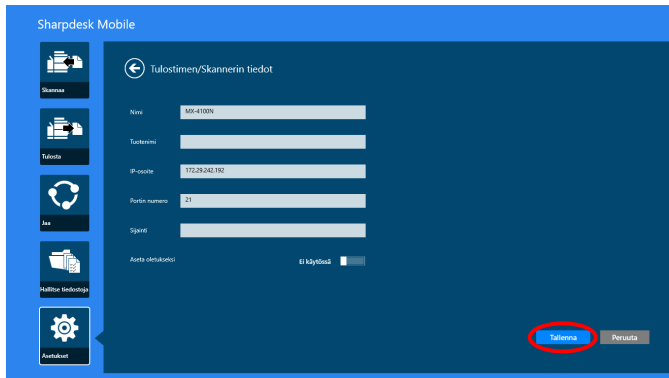 Sharpdesk Mobile
Skannaa
Tulosta
Jaa
Hallitse tiedostoja
Asetukset
Tulostimen/Skannerin tiedot
Nimi MX-4100N
Tuotenimi
IP-osoite 172.29.242.192
Portin numero 21
Sijainti
Aseta oletukseksi Ei käytössä
Tallenna Peruuta